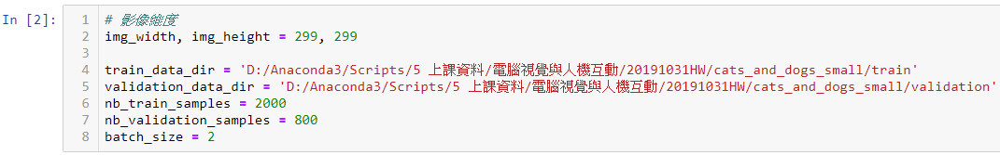 In [2]:
1 # 影像維度
2 img_width, img_height = 299, 299
3
4 train_data_dir = 'D:/Anaconda3/Scripts/5 上課資料/電腦視覺與人機互動/20191031HW/cats_and_dogs_small/train'
5 validation_data_dir = 'D:/Anaconda3/Scripts/5 上課資料/電腦視覺與人機互動/20191031HW/cats_and_dogs_small/validation'
6 nb_train_samples = 2000
7 nb_validation_samples = 800
8 batch_size = 2